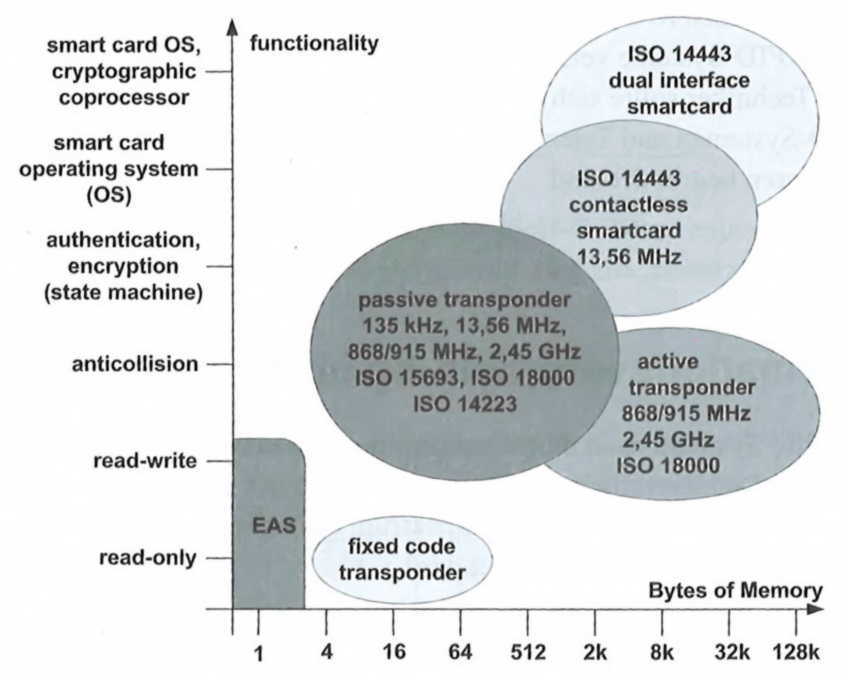 functionality
smart card OS,
cryptographic
coprocessor
smart card
operating system
(OS)
authentication,
encryption
(state machine)
anticollision
read-write
read-only
ISO 14443
dual interface
smartcard
ISO 14443
contactless
smartcard
13,56 MHz
passive transponder
135 kHz, 13,56 MHz,
868/915 MHz, 2,45 GHz
ISO 15693, ISO 18000
ISO 14223
active
transponder
868/915 MHz
2,45 GHz
ISO 18000
EAS
fixed code
transponder
Bytes of Memory
1 4 16 64 512 2k 8k 32k 128k